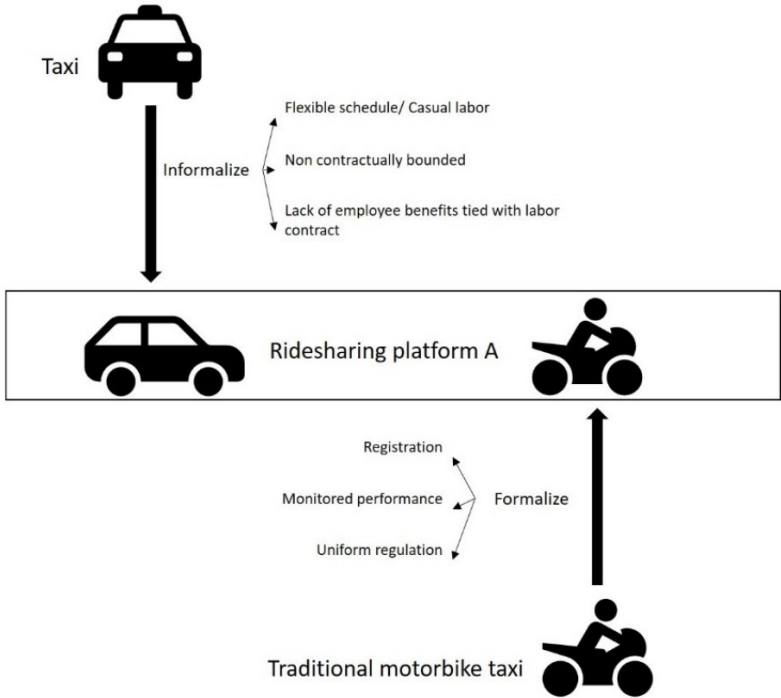 Taxi
Flexible schedule/ Casual labor
Informalize
Non contractually bounded
Lack of employee benefits tied with labor
contract
Ridesharing platform A
Registration
Monitored performance
Formalize
Uniform regulation
Traditional motorbike taxi